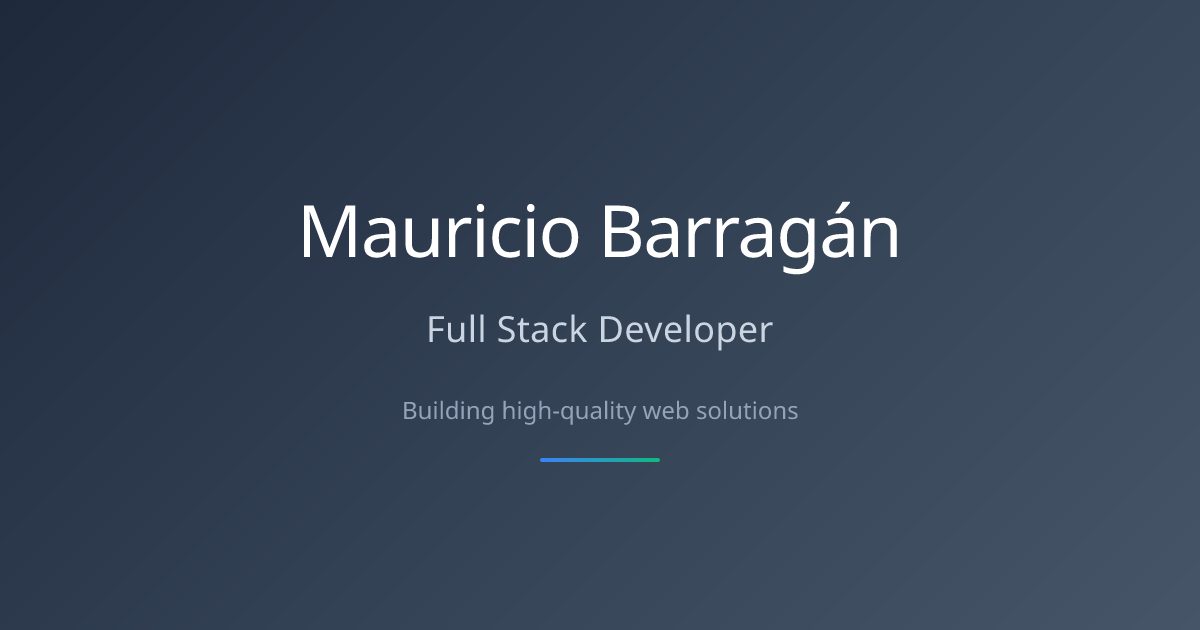 Mauricio Barragán
Full Stack Developer
Building high-quality web solutions